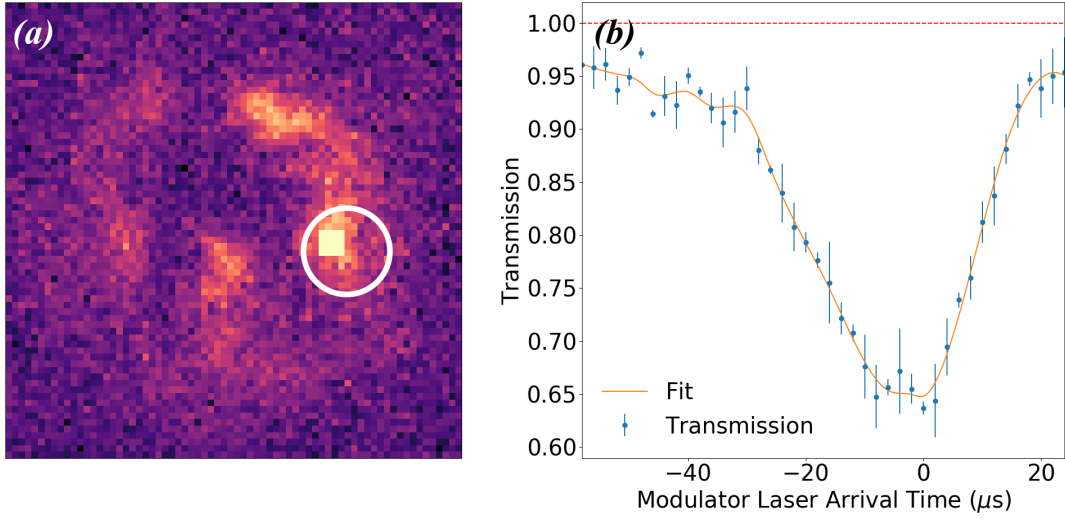 (a)
(b)
1.00
0.95
0.90
0.85
0.80
0.75
0.70
0.65
0.60
Transmission
Fit
Transmission
−40
−20
0
20
Modulator Laser Arrival Time (μs)